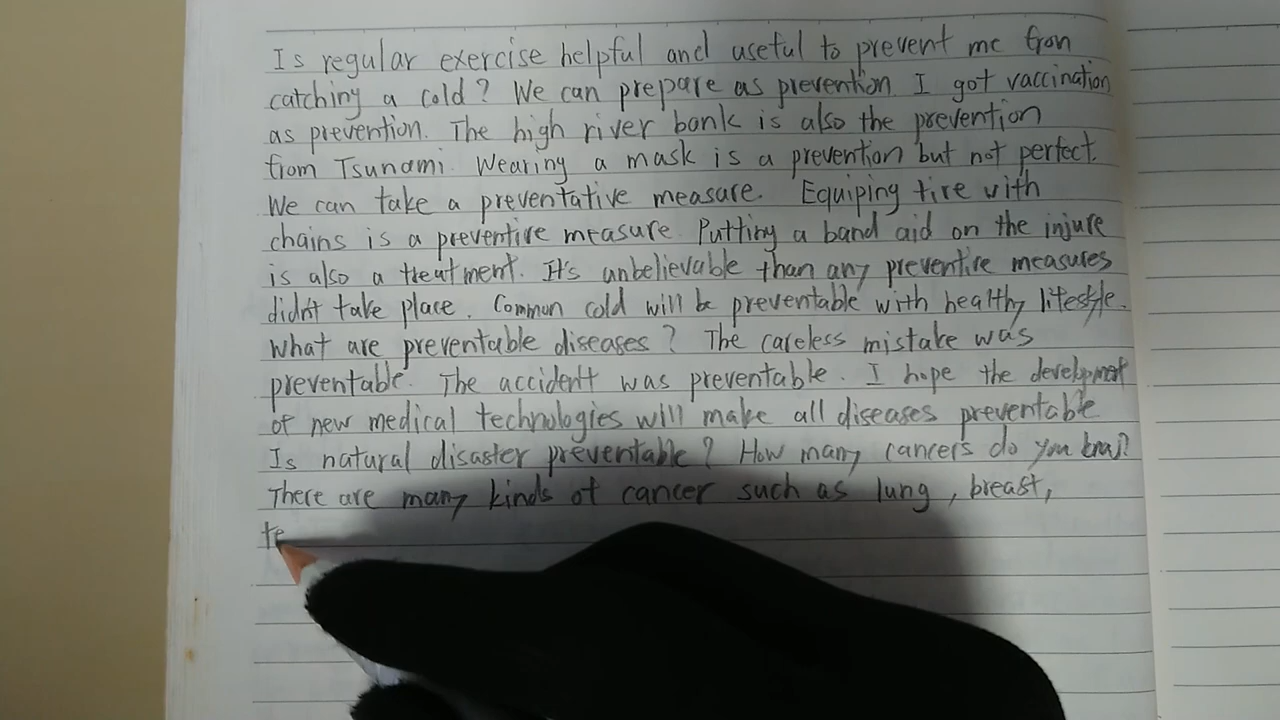 Is regular exercise helpful and useful to prevent me from
catching a cold? We can prepare as prevention. I got vaccination
as prevention. The high river bank is also the prevention
from Tsunami. Wearing a mask is a prevention but not perfect.
We can take a preventative measure. Equiping tire with
chains is a preventive measure. Putting a band aid on the injure
is also a treatment. It's unbelievable than any preventive measures
didn't take place. Common cold will be preventable with healthy lifestyle.
What are preventable diseases? The careless mistake was
preventable. The accident was preventable. I hope the development
of new medical technologies will make all diseases preventable
Is natural disaster preventable? How many cancers do you
There are many kinds of cancer such as lung, breast,
te